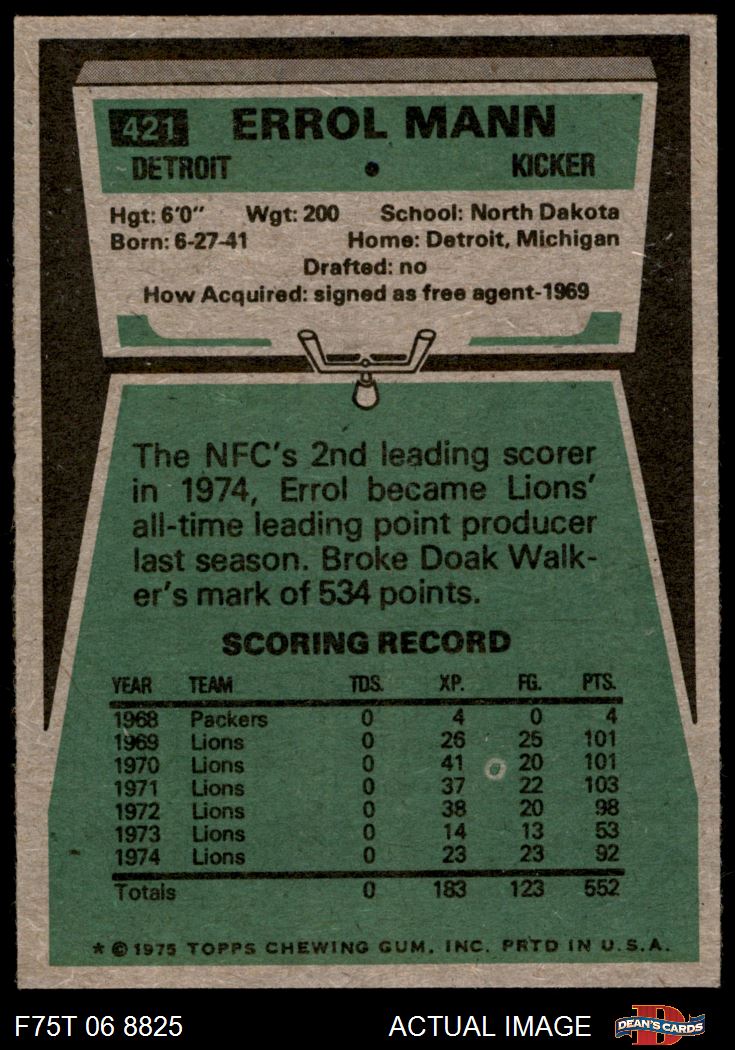 421 ERROL MANN
DETROIT • KICKER
Hgt: 6'0" Wgt: 200 School: North Dakota
Born: 6-27-41 Home: Detroit, Michigan
Drafted: no
How Acquired: signed as free agent-1969
The NFC's 2nd leading scorer
in 1974, Errol became Lions'
all-time leading point producer
last season. Broke Doak Walk-
er's mark of 534 points.
SCORING RECORD
YEAR TEAM TDS. XP. FG. PTS.
1968 Packers 0 4 0 4
1969 Lions 0 26 25 101
1970 Lions 0 41 20 101
1971 Lions 0 37 22 103
1972 Lions 0 38 20 98
1973 Lions 0 14 13 53
1974 Lions 0 23 23 92
Totals 0 183 123 552
* © 1975 TOPPS CHEWING GUM, INC. PRTD IN U.S.A.
F75T 06 8825 ACTUAL IMAGE D DEAN'S CARDS